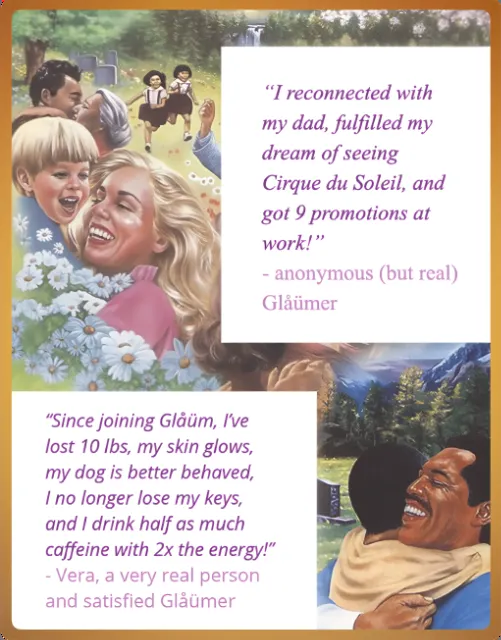 “I reconnected with
my dad, fulfilled my
dream of seeing
Cirque du Soleil, and
got 9 promotions at
work!”
- anonymous (but real)
Glåümer
“Since joining Glåüm, I’ve
lost 10 lbs, my skin glows,
my dog is better behaved,
I no longer lose my keys,
and I drink half as much
caffeine with 2x the energy!”
- Vera, a very real person
and satisfied Glåümer